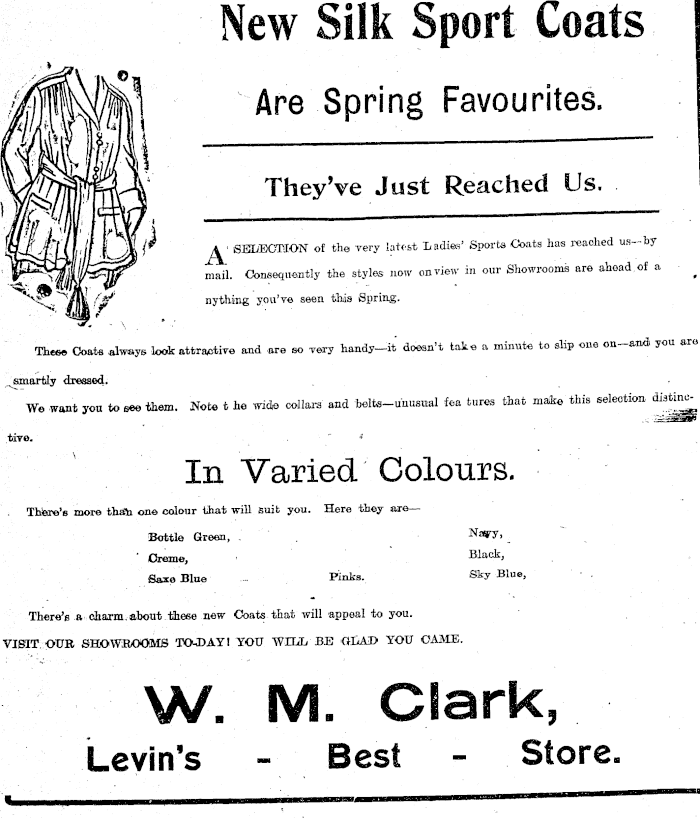 New Silk Sport Coats
Are Spring Favourites.
They've Just Reached Us.
A SELECTION of the very latest Ladies' Sports Coats has reached us--by
mail. Consequently the styles now on view in our Showrooms are ahead of a
nything you've seen this Spring.
These Coats always look attractive and are so very handy—it doesn't take a minute to slip one on—and you are
smartly dressed.
We want you to see them. Note t he wide collars and belts—unusual fea tures that make this selection distinc-
tive.
In Varied Colours.
There's more than one colour that will suit you. Here they are—
Bottle Green, Navy,
Creme, Black,
Saxe Blue Pinks. Sky Blue,
There's a charm about these new Coats that will appeal to you.
VISIT OUR SHOWROOMS TO-DAY! YOU WILL BE GLAD YOU CAME.
W. M. Clark,
Levin's - Best - Store.